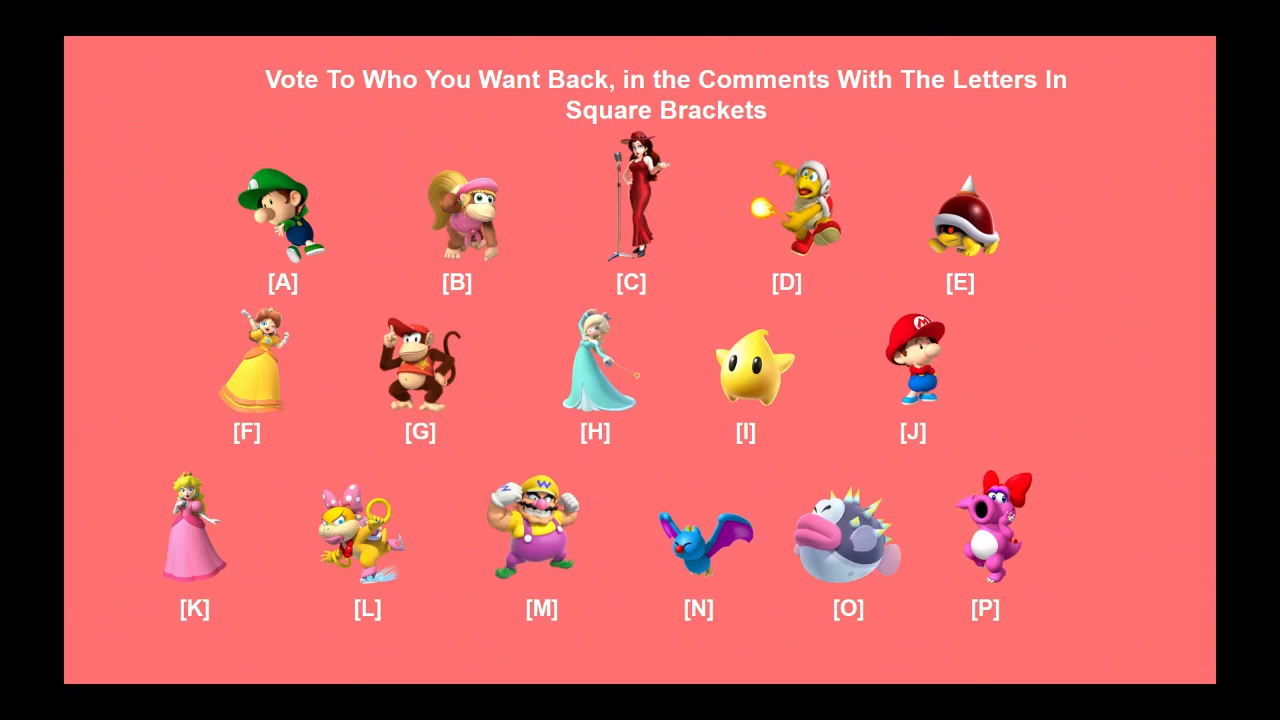 Vote To Who You Want Back, in the Comments With The Letters In
Square Brackets
[A] [B] [C] [D] [E]
[F] [G] [H] [I] [J]
[K] [L] [M] [N] [O] [P]